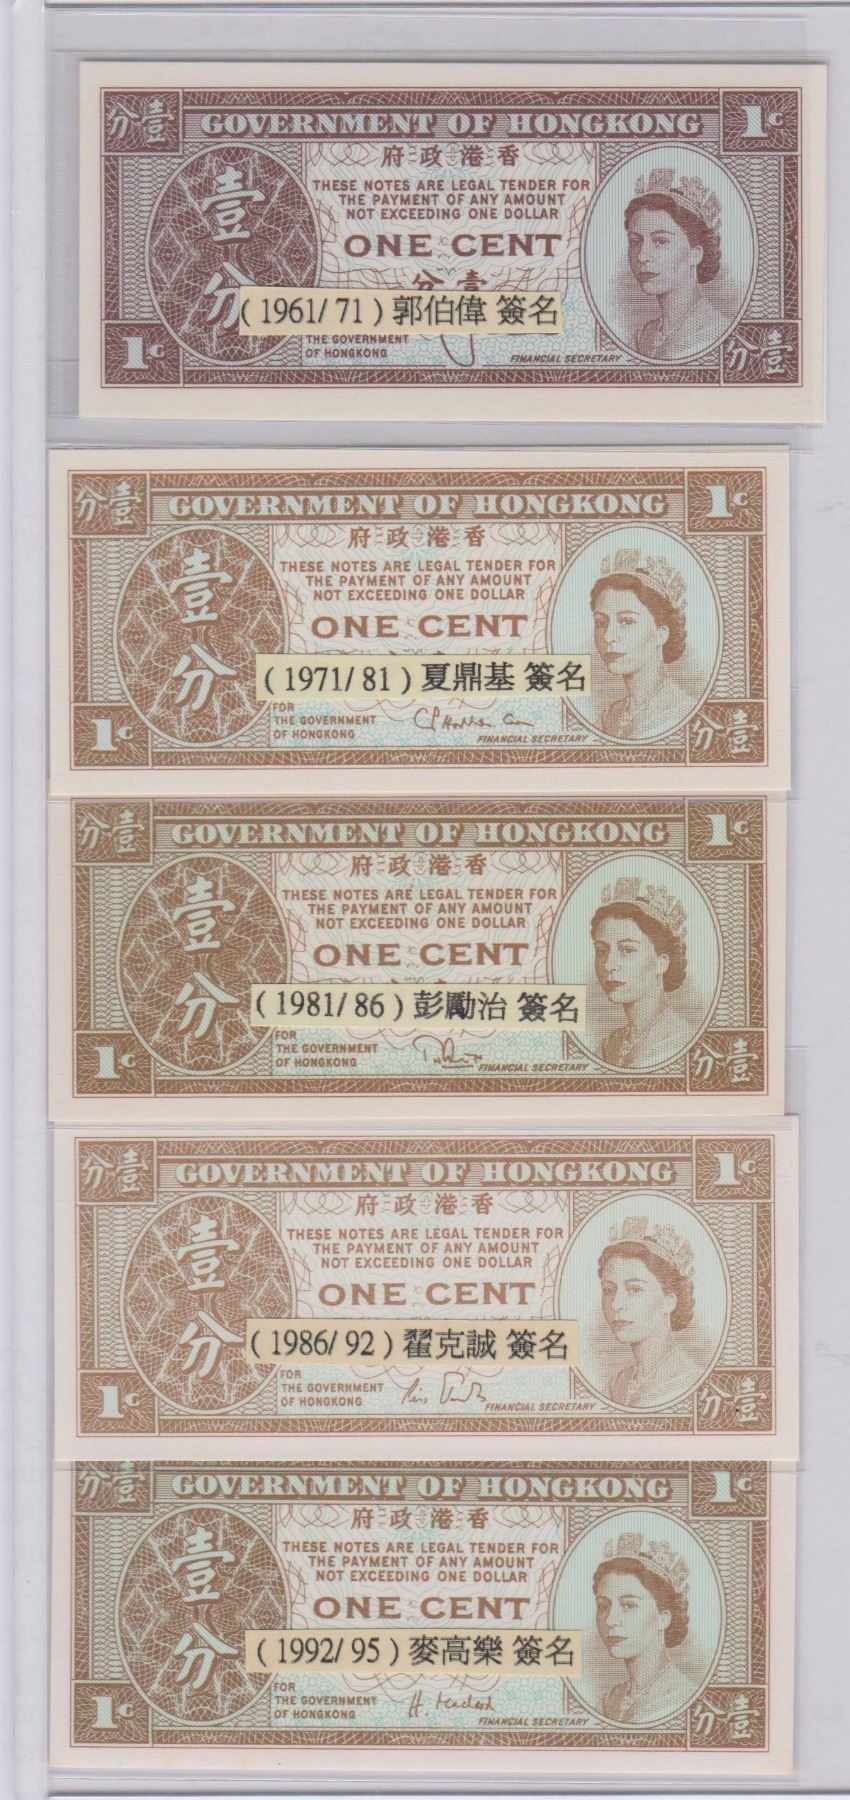 分壹 GOVERNMENT OF HONGKONG 1C
府政港香
THESE NOTES ARE LEGAL TENDER FOR
THE PAYMENT OF ANY AMOUNT
NOT EXCEEDING ONE DOLLAR
壹
ONE CENT
分壹
分
(1961/71)郭伯偉 簽名
THE GOVERNMENT
OF HONGKONG
FINANCIAL SECRETARY
1C
分壹
分壹 GOVERNMENT OF HONGKONG 1C
府政港香
THESE NOTES ARE LEGAL TENDER FOR
THE PAYMENT OF ANY AMOUNT
NOT EXCEEDING ONE DOLLAR
壹
ONE CENT
分
(1971/81)夏鼎基 簽名
FOR
THE GOVERNMENT
OF HONGKONG
FINANCIAL SECRETARY
1C
分壹
分壹 GOVERNMENT OF HONGKONG 1C
府政港香
THESE NOTES ARE LEGAL TENDER FOR
THE PAYMENT OF ANY AMOUNT
NOT EXCEEDING ONE DOLLAR
壹
ONE CENT
分
(1981/86)彭勵治 簽名
FOR
THE GOVERNMENT
OF HONGKONG
FINANCIAL SECRETARY
1C
分壹
分壹 GOVERNMENT OF HONGKONG 1C
府政港香
THESE NOTES ARE LEGAL TENDER FOR
THE PAYMENT OF ANY AMOUNT
NOT EXCEEDING ONE DOLLAR
壹
ONE CENT
分
(1986/92)翟克誠 簽名
FOR
THE GOVERNMENT
OF HONGKONG
FINANCIAL SECRETARY
1C
分壹
分壹 GOVERNMENT OF HONGKONG 1C
府政港香
THESE NOTES ARE LEGAL TENDER FOR
THE PAYMENT OF ANY AMOUNT
NOT EXCEEDING ONE DOLLAR
壹
ONE CENT
分
(1992/95)麥高樂 簽名
FOR
THE GOVERNMENT
OF HONGKONG
FINANCIAL SECRETARY
1C
分壹